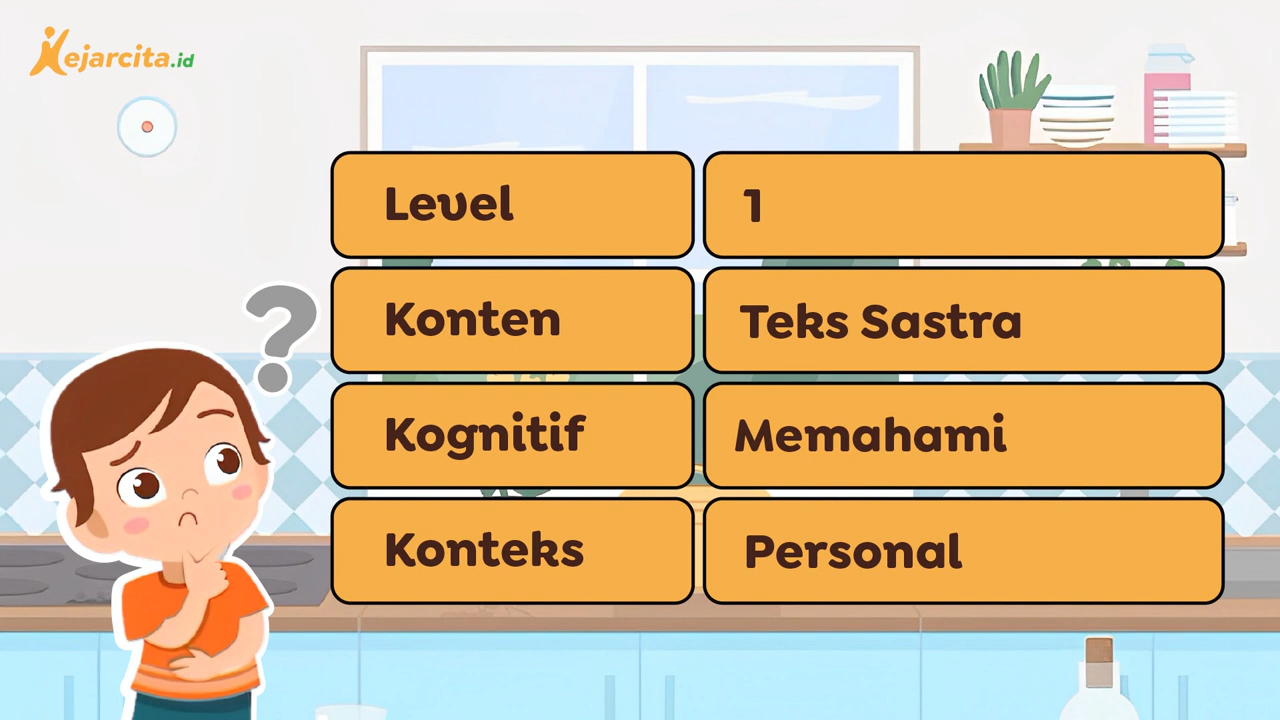 Kejarcita.id
Level 1
Konten Teks Sastra
Kognitif Memahami
Konteks Personal
?